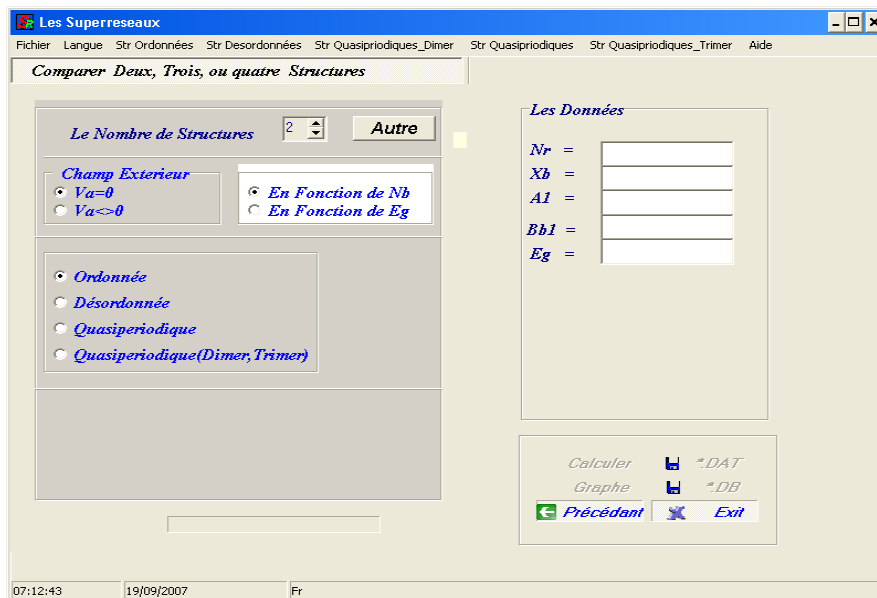 Les Superreseaux
Fichier Langue Str Ordonnées Str Desordonnées Str Quasipriodiques_Dimer Str Quasipriodiques Str Quasipriodiques_Trimer Aide
Comparer Deux, Trois, ou quatre Structures
Le Nombre de Structures 2 Autre
Champ Exterieur
Va=0
Va<>0
En Fonction de Nb
En Fonction de Eg
Ordonnée
Désordonnée
Quasiperiodique
Quasiperiodique(Dimer,Trimer)
Les Données
Nr =
Xb =
A1 =
Bb1 =
Eg =
Calculer *.DAT
Graphe *.DB
Précédant Exit
07:12:43 19/09/2007 Fr